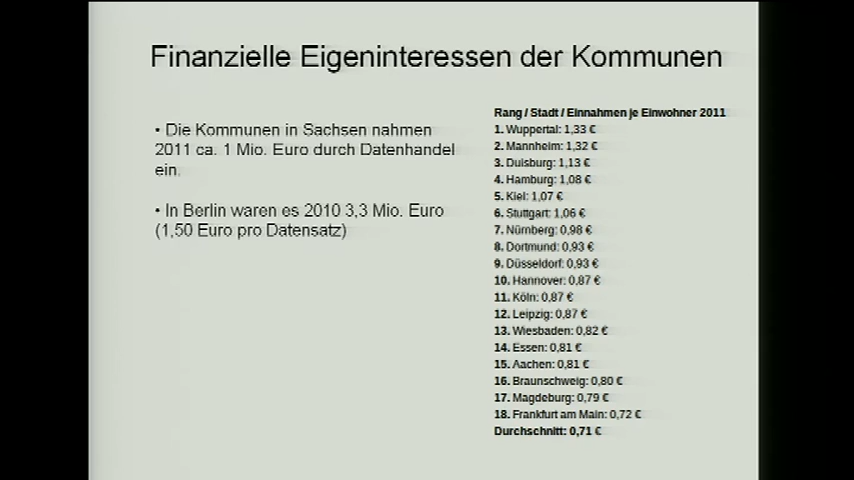 Finanzielle Eigeninteressen der Kommunen
• Die Kommunen in Sachsen nahmen
2011 ca. 1 Mio. Euro durch Datenhandel
ein.
• In Berlin waren es 2010 3,3 Mio. Euro
(1,50 Euro pro Datensatz)
Rang / Stadt / Einnahmen je Einwohner 2011
1. Wuppertal: 1,33 €
2. Mannheim: 1,32 €
3. Duisburg: 1,13 €
4. Hamburg: 1,08 €
5. Kiel: 1,07 €
6. Stuttgart: 1,06 €
7. Nürnberg: 0,98 €
8. Dortmund: 0,93 €
9. Düsseldorf: 0,93 €
10. Hannover: 0,87 €
11. Köln: 0,87 €
12. Leipzig: 0,87 €
13. Wiesbaden: 0,82 €
14. Essen: 0,81 €
15. Aachen: 0,81 €
16. Braunschweig: 0,80 €
17. Magdeburg: 0,79 €
18. Frankfurt am Main: 0,72 €
Durchschnitt: 0,71 €